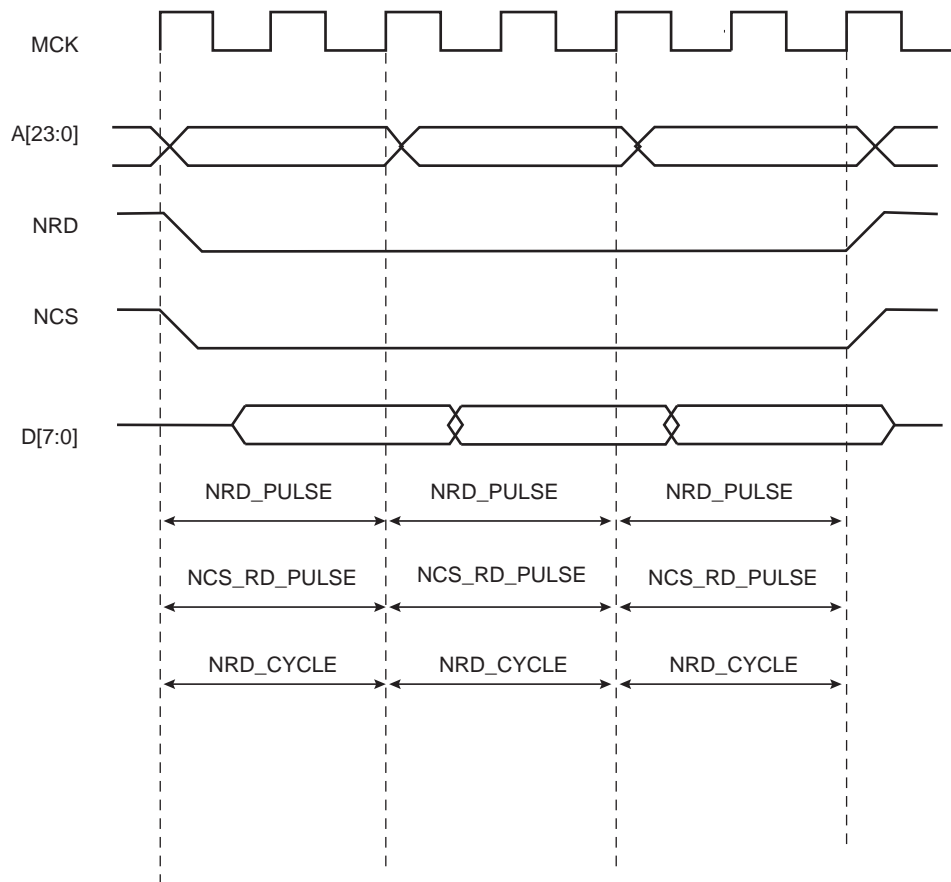 MCK
A[23:0]
NRD
NCS
D[7:0]
NRD_PULSE NRD_PULSE NRD_PULSE
NCS_RD_PULSE NCS_RD_PULSE NCS_RD_PULSE
NRD_CYCLE NRD_CYCLE NRD_CYCLE